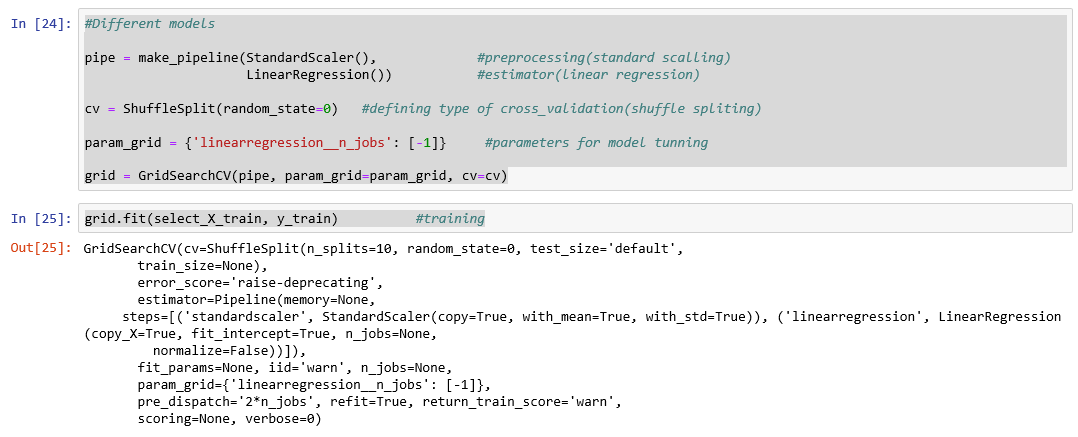 In [24]: #Different models
pipe = make_pipeline(StandardScaler(), #preprocessing(standard scalling)
LinearRegression()) #estimator(linear regression)
cv = ShuffleSplit(random_state=0) #defining type of cross_validation(shuffle spliting)
param_grid = {'linearregression__n_jobs': [-1]} #parameters for model tunning
grid = GridSearchCV(pipe, param_grid=param_grid, cv=cv)
In [25]: grid.fit(select_X_train, y_train) #training
Out[25]: GridSearchCV(cv=ShuffleSplit(n_splits=10, random_state=0, test_size='default',
train_size=None),
error_score='raise-deprecating',
estimator=Pipeline(memory=None,
steps=[('standardscaler', StandardScaler(copy=True, with_mean=True, with_std=True)), ('linearregression', LinearRegression
(copy_X=True, fit_intercept=True, n_jobs=None,
normalize=False))]),
fit_params=None, iid='warn', n_jobs=None,
param_grid={'linearregression__n_jobs': [-1]},
pre_dispatch='2*n_jobs', refit=True, return_train_score='warn',
scoring=None, verbose=0)